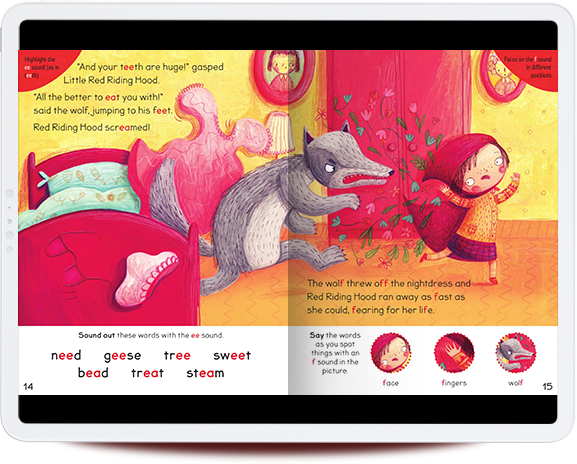 Highlight the
ee sound (as in
teeth)
"And your teeth are huge!" gasped
Little Red Riding Hood.
"All the better to eat you with!"
said the wolf, jumping to his feet.
Red Riding Hood screamed!
Sound out these words with the ee sound.
need geese tree sweet
bead treat steam
14
Focus on the f sound
in different
positions.
The wolf threw off the nightdress and
Red Riding Hood ran away as fast as
she could, fearing for her life.
Say the words
as you spot
things with an
f sound in the
picture.
face fingers wolf
15